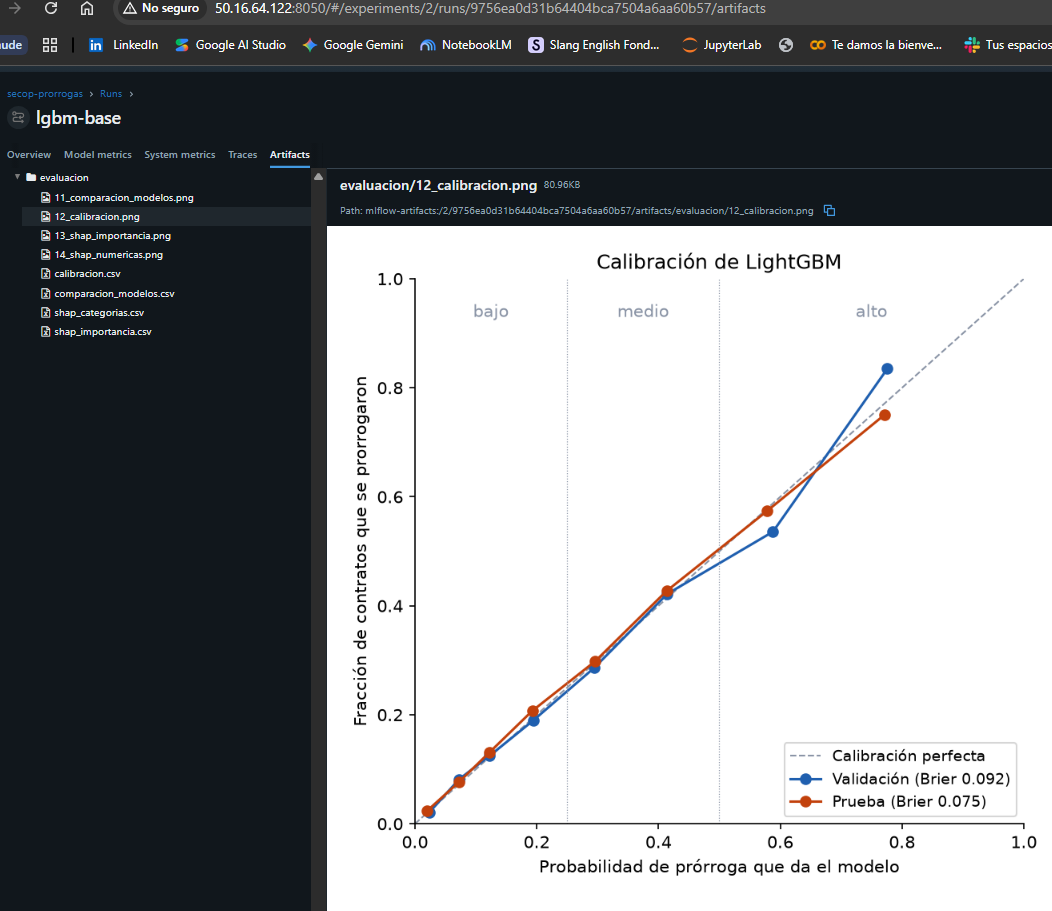 No seguro
50.16.64.122:8050/#/experiments/2/runs/9756ea0d31b64404bca7504a6aa60b57/artifacts
LinkedIn
Google AI Studio
Google Gemini
NotebookLM
Slang English Fond...
JupyterLab
Te damos la bienve...
secop-prorrogas > Runs >
lgbm-base
Overview
Model metrics
System metrics
Traces
Artifacts
evaluacion
11_comparacion_modelos.png
12_calibracion.png
13_shap_importancia.png
14_shap_numericas.png
calibracion.csv
comparacion_modelos.csv
shap_categorias.csv
shap_importancia.csv
evaluacion/12_calibracion.png 80.96KB
Path: mlflow-artifacts:/2/9756ea0d31b64404bca7504a6aa60b57/artifacts/evaluacion/12_calibracion.png
Calibración de LightGBM
bajo
medio
alto
1.0
0.8
0.6
0.4
0.2
0.0
Fracción de contratos que se prorrogaron
Calibración perfecta
Validación (Brier 0.092)
Prueba (Brier 0.075)
0.0
0.2
0.4
0.6
0.8
1.0
Probabilidad de prórroga que da el modelo